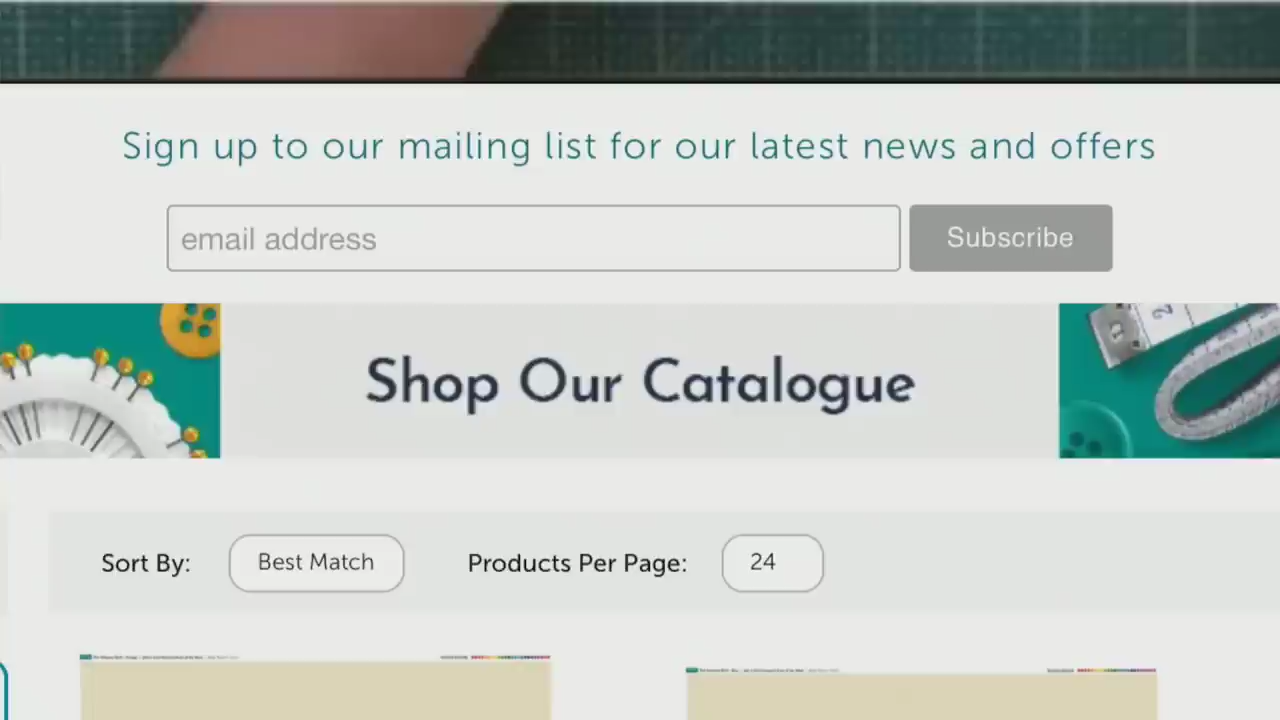 Sign up to our mailing list for our latest news and offers
email address
Subscribe
Shop Our Catalogue
Sort By:
Best Match
Products Per Page:
24